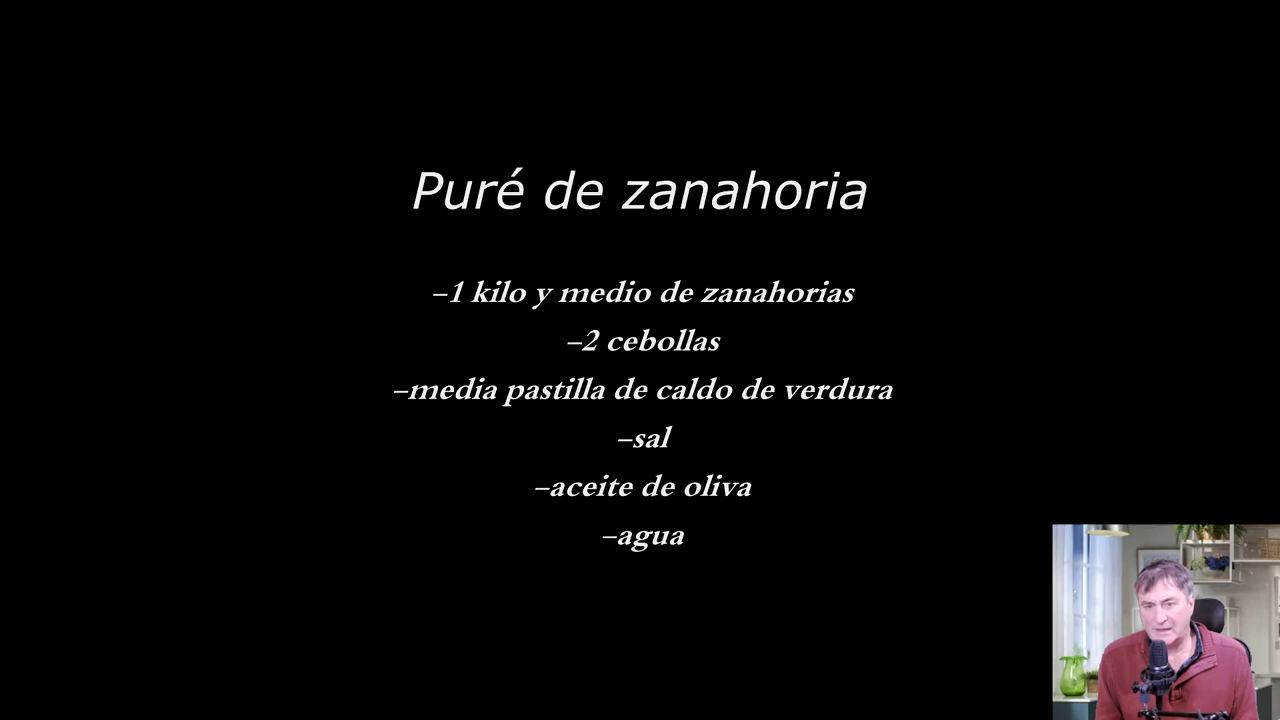 Puré de zanahoria
–1 kilo y medio de zanahorias
–2 cebollas
–media pastilla de caldo de verdura
–sal
–aceite de oliva
–agua